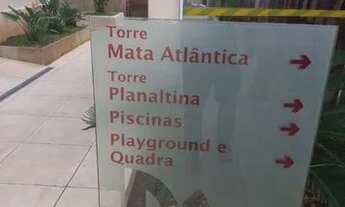 Torre
Mata Atlântica
Torre
Planaltina
Piscinas
Playground e
Quadra